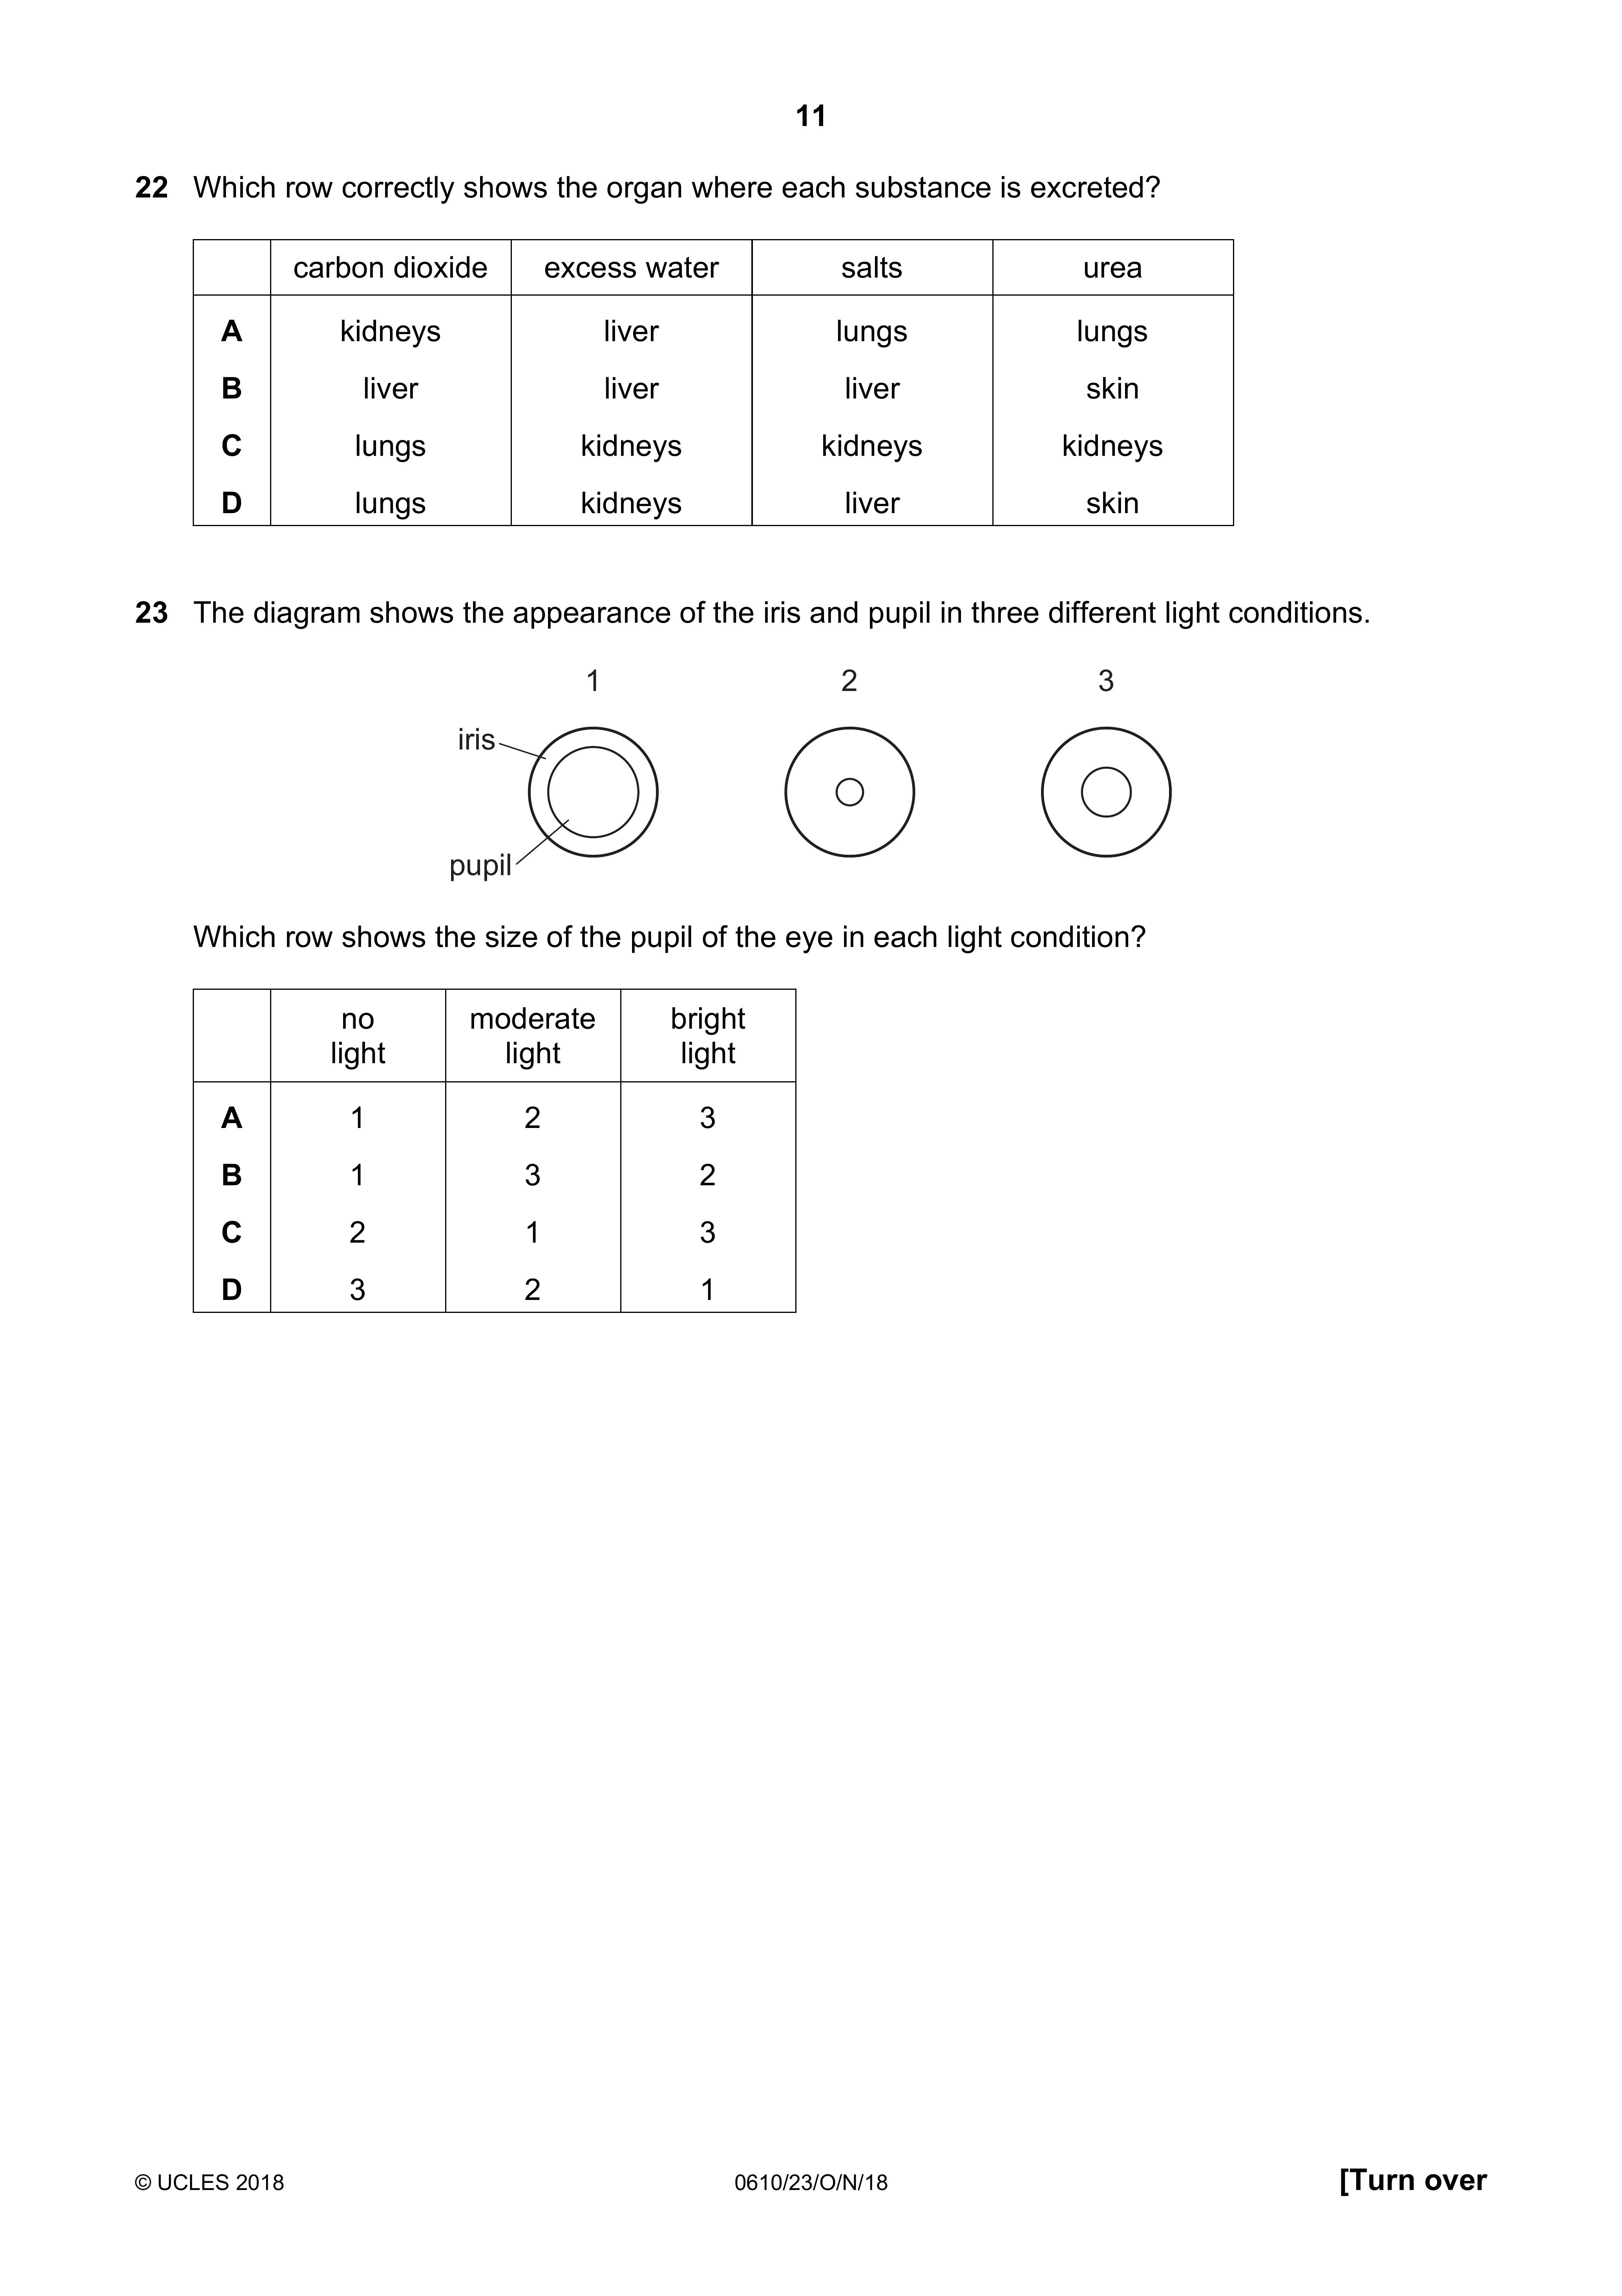 11
22 Which row correctly shows the organ where each substance is excreted?
carbon dioxide excess water salts urea
A kidneys liver lungs lungs
B liver liver liver skin
C lungs kidneys kidneys kidneys
D lungs kidneys liver skin
23 The diagram shows the appearance of the iris and pupil in three different light conditions.
1 2 3
iris
pupil
Which row shows the size of the pupil of the eye in each light condition?
no moderate bright
light light light
A 1 2 3
B 1 3 2
C 2 1 3
D 3 2 1
© UCLES 2018 0610/23/O/N/18 [Turn over